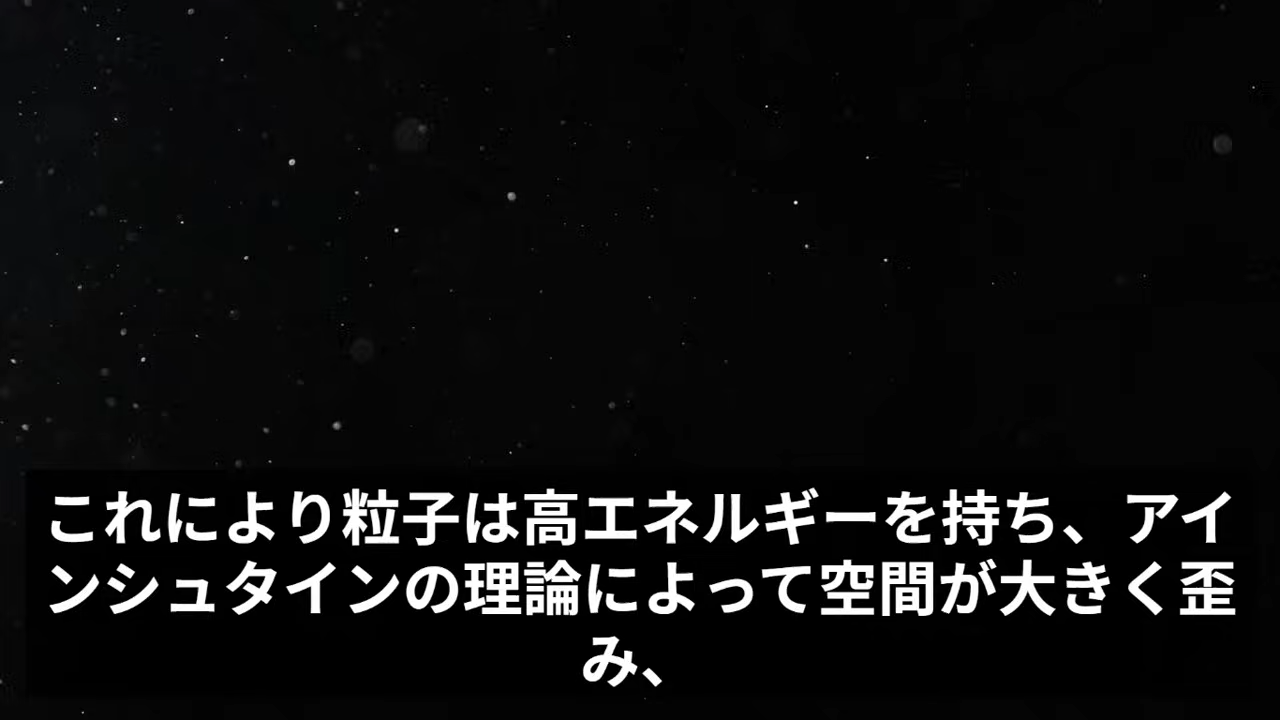 これにより粒子は高エネルギーを持ち、アイ
ンシュタインの理論によって空間が大きく歪
み、